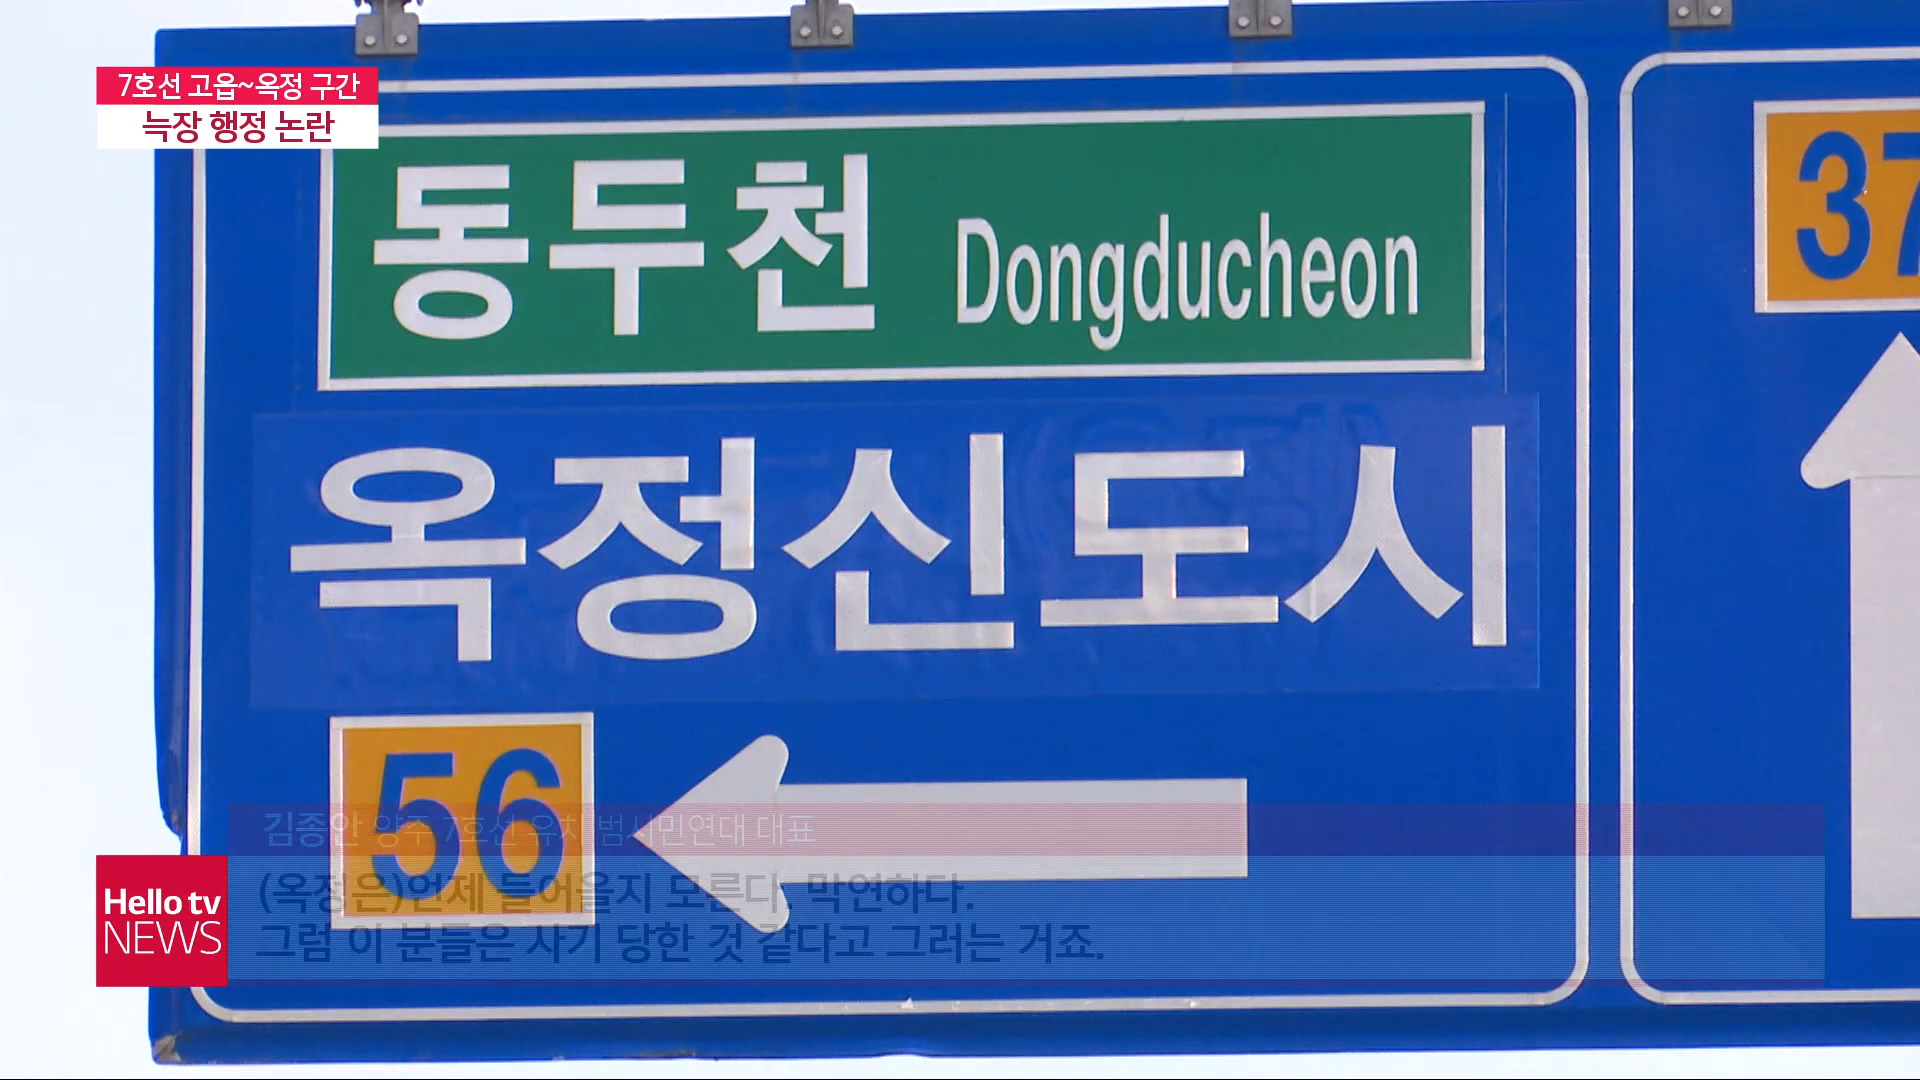 7호선 고읍~옥정 구간
늑장 행정 논란
동두천 Dongducheon
37
옥정신도시
56
김종안 양주 7호선 유치 범시민연대 대표
(옥정은)언제 들어올지 모른다. 막연하다.
그럼 이 분들은 사기 당한 것 같다고 그러는 거죠.
Hello tv
NEWS